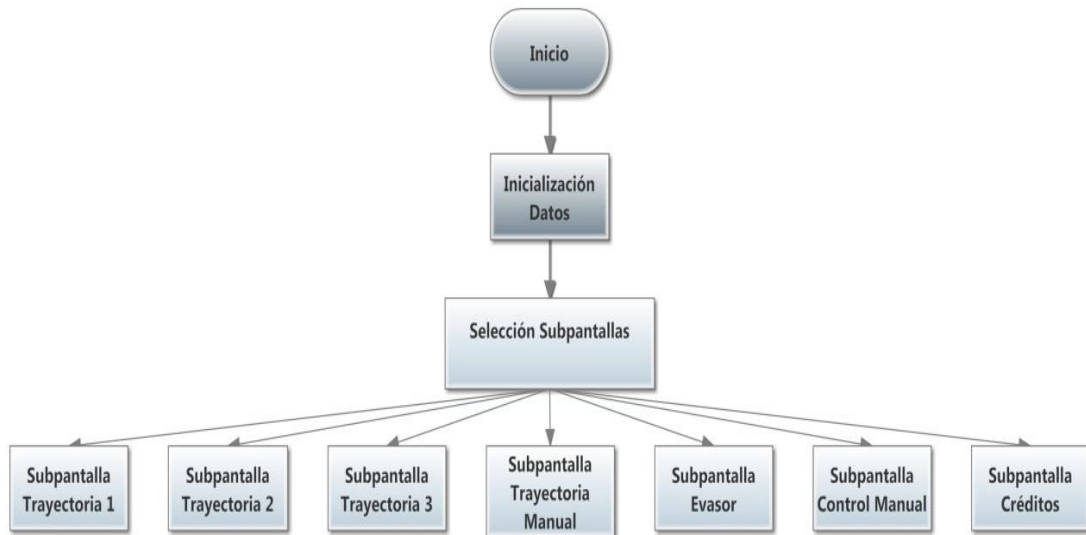 Inicio
Inicialización
Datos
Selección Subpantallas
Subpantalla
Trayectoria 1
Subpantalla
Trayectoria 2
Subpantalla
Trayectoria 3
Subpantalla
Trayectoria
Manual
Subpantalla
Evasor
Subpantalla
Control Manual
Subpantalla
Créditos